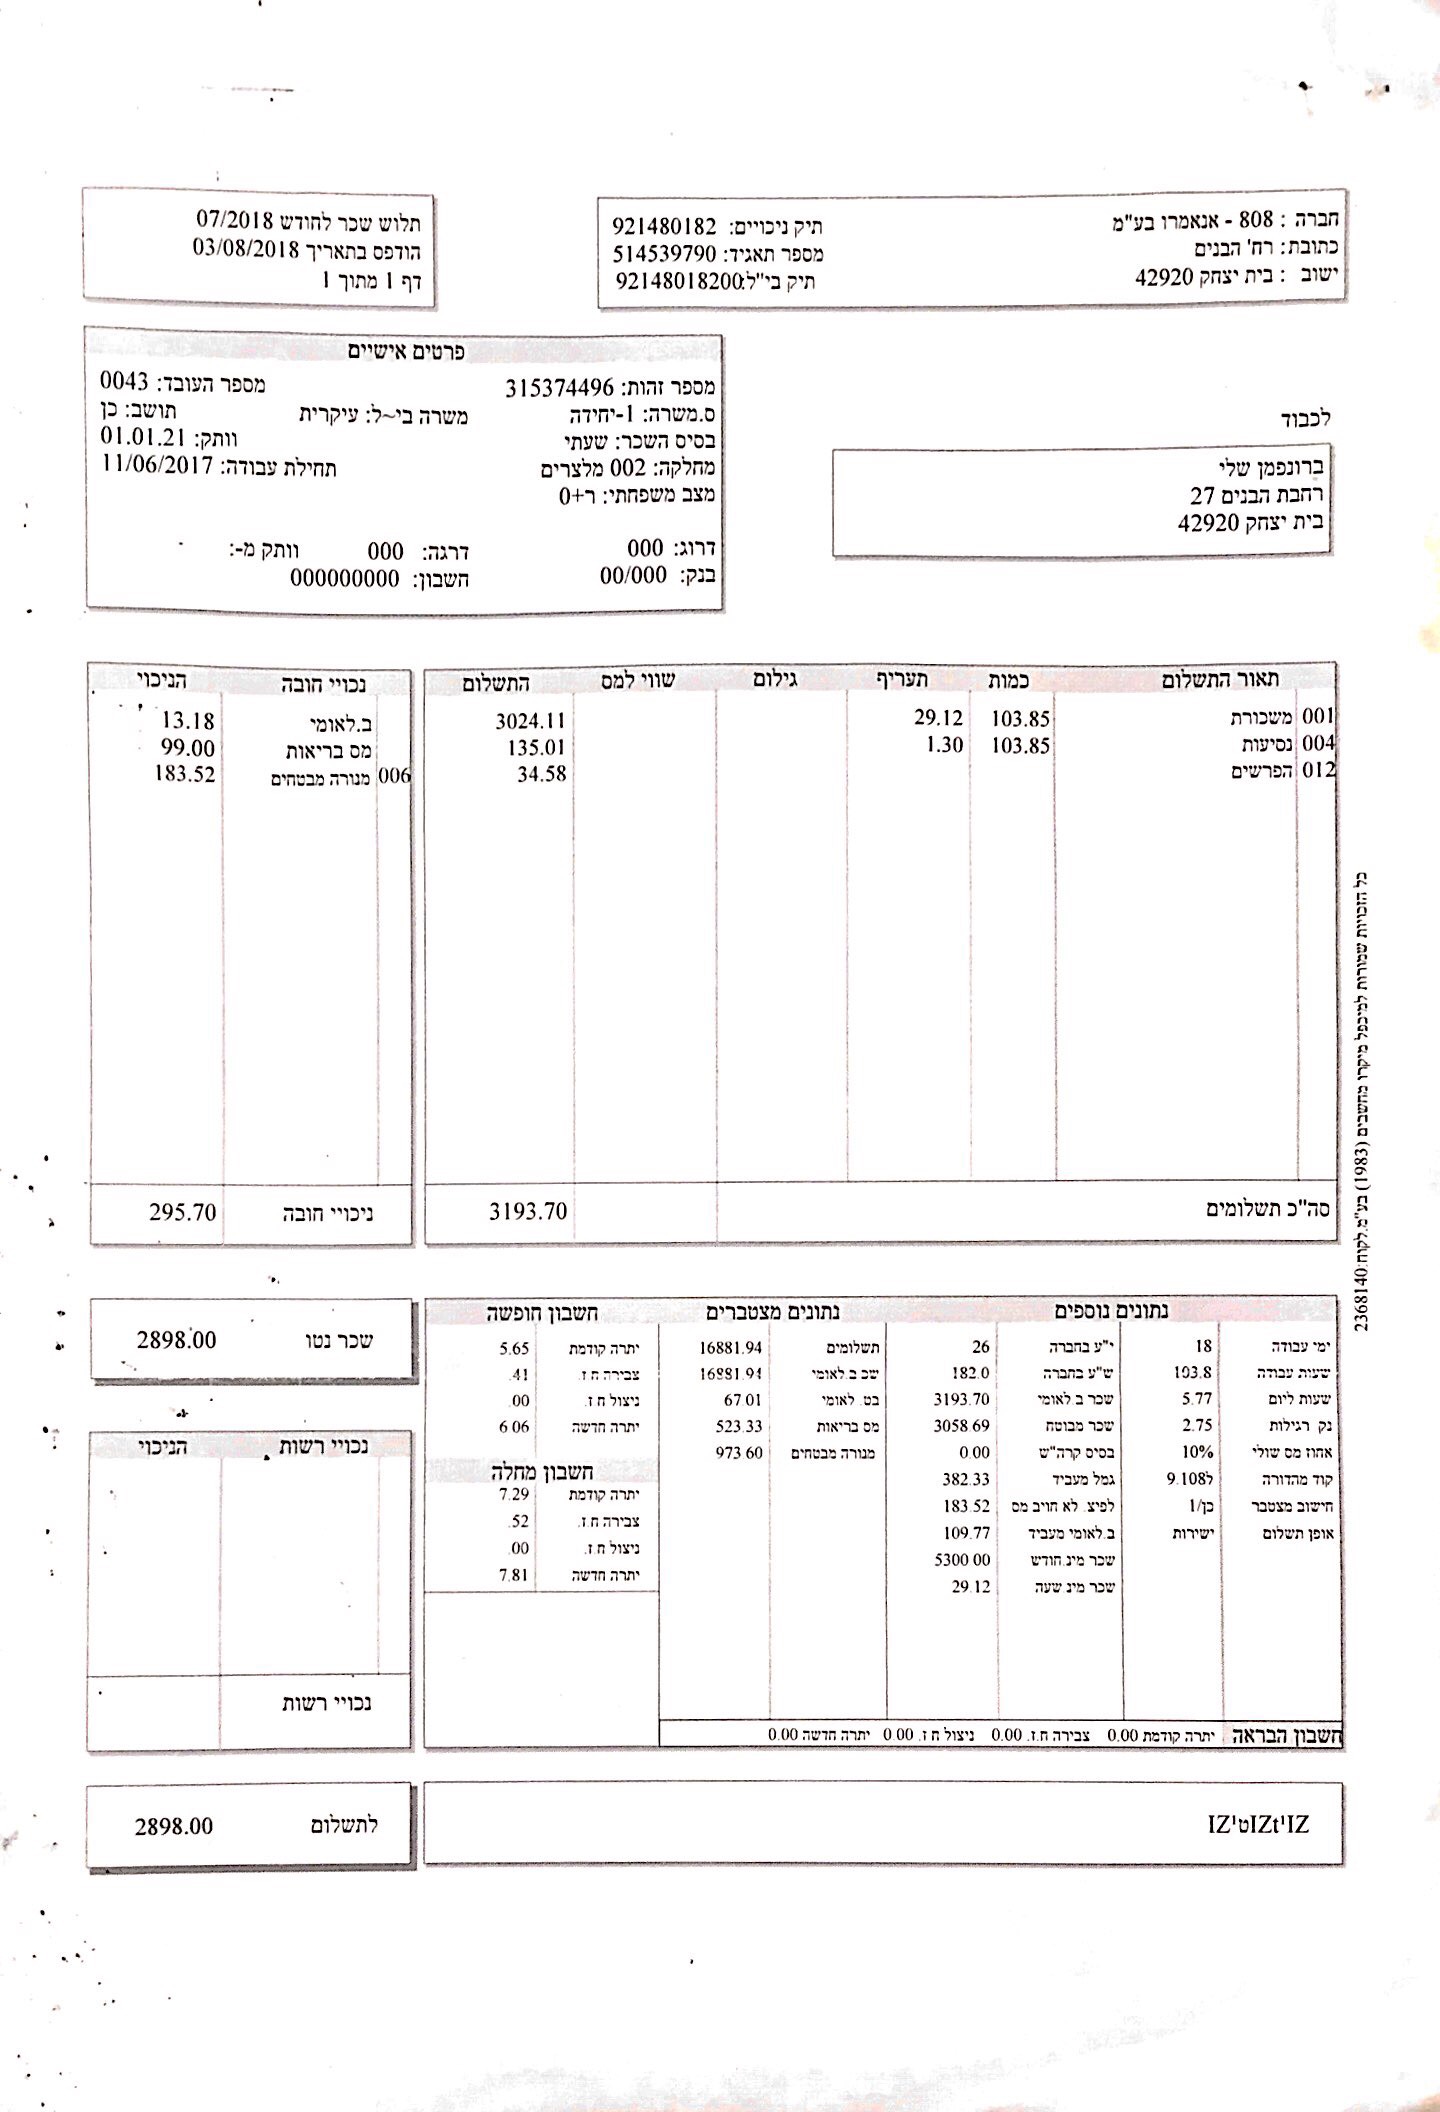 חברה : 808 - אנאמרו בע"מ
כתובת: רח' הבנים
ישוב : בית יצחק 42920
תיק ניכויים: 921480182
מספר תאגיד: 514539790
תיק בי"ל: 92148018200
תלוש שכר לחודש 07/2018
הודפס בתאריך 03/08/2018
דף 1 מתוך 1
לכבוד
ברונפמן שלי
רחבת הבנים 27
בית יצחק 42920
פרטים אישיים
מספר זהות: 315374496 מספר העובד: 0043
ס.משרה: 1-יחידה משרה בי~ל: עיקרית תושב: כן
בסיס השכר: שעתי וותק: 01.01.21
מחלקה: 002 מלצרים תחילת עבודה: 11/06/2017
מצב משפחתי: ר+0
דרוג: 000 דרגה: 000 וותק מ-:
בנק: 00/000 חשבון: 000000000
תאור התשלום כמות תעריף גילום שווי למס התשלום
001 משכורת 103.85 29.12 3024.11
004 נסיעות 103.85 1.30 135.01
012 הפרשים 34.58
סה"כ תשלומים 3193.70
נכויי חובה הניכוי
ב.לאומי 13.18
מס בריאות 99.00
006 מנורה מבטחים 183.52
ניכויי חובה 295.70
כל הזכויות שמורות למיכפל מיקרו מחשבים (1983) בע"מ.לקוח:2368140
נתונים נוספים
ימי עבודה 18 י"ע בחברה 26
שעות עבודה 103.8 ש"ע בחברה 182.0
שעות ליום 5.77 שכר ב.לאומי 3193.70
נק רגילות 2.75 שכר מבוטח 3058.69
אחוז מס שולי 10% בסיס קרה"ש 0.00
קוד מהדורה ל9.108 גמל מעביד 382.33
חישוב מצטבר כן/1 לפיצ. לא חויב מס 183.52
אופן תשלום ישירות ב.לאומי מעביד 109.77
שכר מינ.חודש 5300.00
שכר מינ שעה 29.12
נתונים מצטברים
תשלומים 16881.94
שכ ב.לאומי 16881.94
בט. לאומי 67.01
מס בריאות 523.33
מנורה מבטחים 973.60
חשבון חופשה
יתרה קודמת 5.65
צבירה ח.ז. .41
ניצול ח.ז. .00
יתרה חדשה 6.06
חשבון מחלה
יתרה קודמת 7.29
צבירה ח.ז. .52
ניצול ח.ז. .00
יתרה חדשה 7.81
חשבון הבראה יתרה קודמת 0.00 צבירה ח.ז. 0.00 ניצול ח.ז. 0.00 יתרה חדשה 0.00
שכר נטו 2898.00
נכויי רשות הניכוי
נכויי רשות
לתשלום 2898.00
IZ'טIZt'IZ